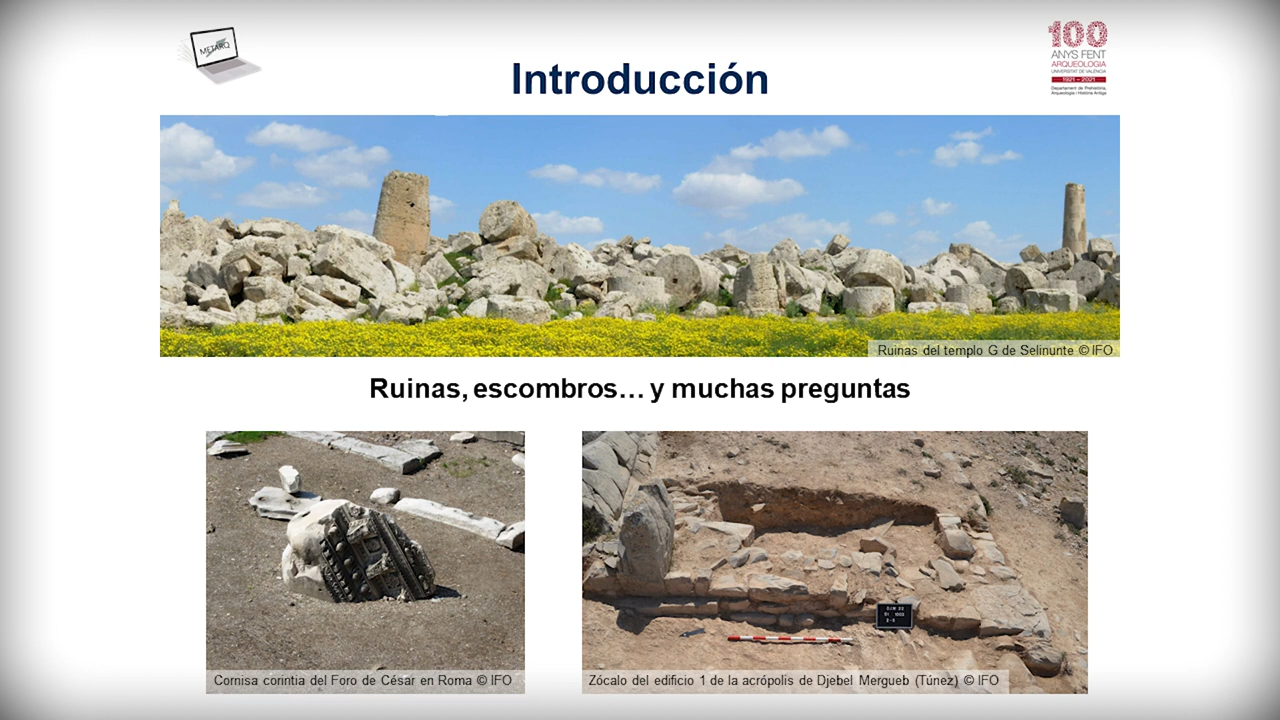 METARQ
100
ANYS FENT
ARQUEOLOGIA
UNIVERSITAT DE VALÈNCIA
1921 – 2021
Departament de Prehistòria,
Arqueologia i Història Antiga
Introducción
Ruinas del templo G de Selinunte © IFO
Ruinas, escombros… y muchas preguntas
Cornisa corintia del Foro de César en Roma © IFO
Zócalo del edificio 1 de la acrópolis de Djebel Mergueb (Túnez) © IFO